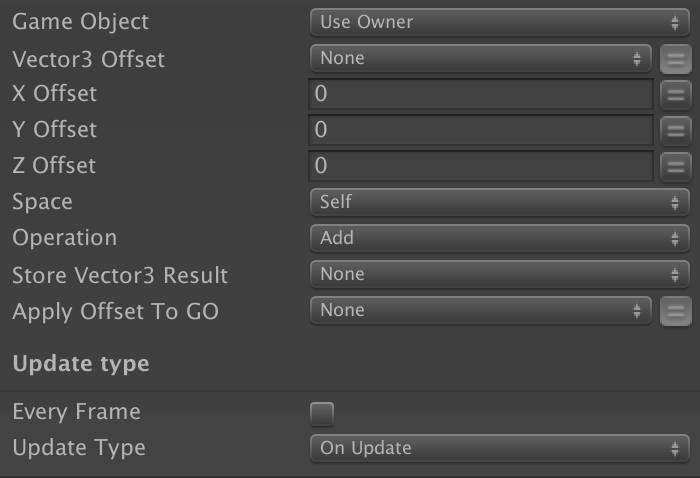 Game Object Use Owner
Vector3 Offset None
X Offset 0
Y Offset 0
Z Offset 0
Space Self
Operation Add
Store Vector3 Result None
Apply Offset To GO None
Update type
Every Frame
Update Type On Update